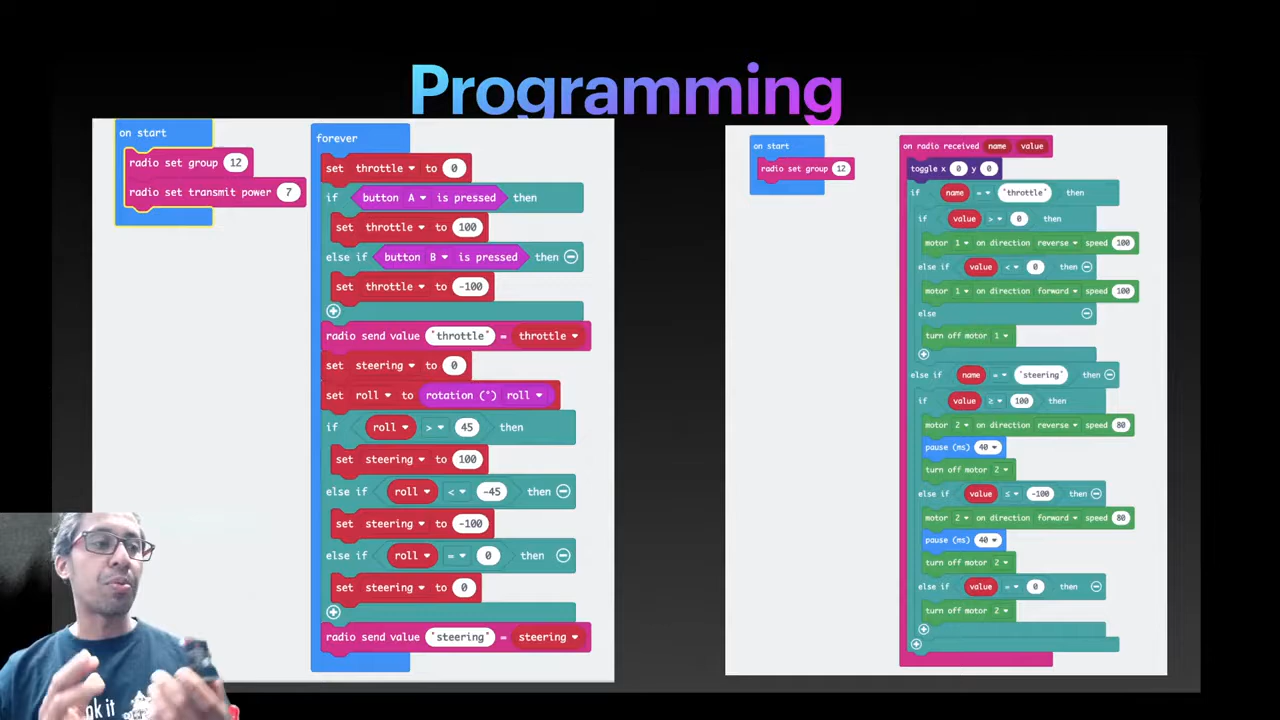 Programming
on start
radio set group 12
radio set transmit power 7
forever
set throttle to 0
if button A is pressed then
set throttle to 100
else if button B is pressed then
set throttle to -100
radio send value "throttle" = throttle
set steering to 0
set roll to rotation (°) roll
if roll > 45 then
set steering to 100
else if roll < -45 then
set steering to -100
else if roll = 0 then
set steering to 0
radio send value "steering" = steering
on start
radio set group 12
on radio received name value
toggle x 0 y 0
if name = "throttle" then
if value > 0 then
motor 1 on direction reverse speed 100
else if value < 0 then
motor 1 on direction forward speed 100
else
turn off motor 1
else if name = "steering" then
if value ≥ 100 then
motor 2 on direction reverse speed 80
pause (ms) 40
turn off motor 2
else if value ≤ -100 then
motor 2 on direction forward speed 80
pause (ms) 40
turn off motor 2
else if value = 0 then
turn off motor 2